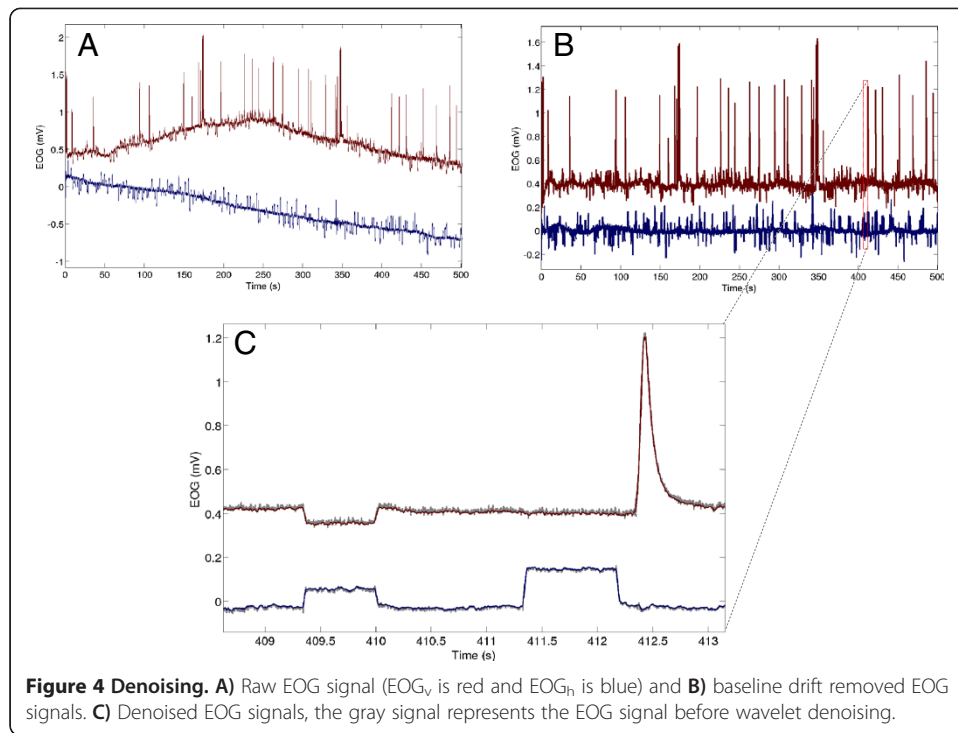 A
2
1.5
1
0.5
0
-0.5
-1
EOG (mV)
0 50 100 150 200 250 300 350 400 450 500
Time (s)
B
1.6
1.4
1.2
1
0.8
0.6
0.4
0.2
0
-0.2
EOG (mV)
0 50 100 150 200 250 300 350 400 450 500
Time (s)
C
1.2
1
0.8
0.6
0.4
0.2
0
EOG (mV)
409 409.5 410 410.5 411 411.5 412 412.5 413
Time (s)
Figure 4 Denoising. A) Raw EOG signal (EOGv is red and EOGh is blue) and B) baseline drift removed EOG
signals. C) Denoised EOG signals, the gray signal represents the EOG signal before wavelet denoising.